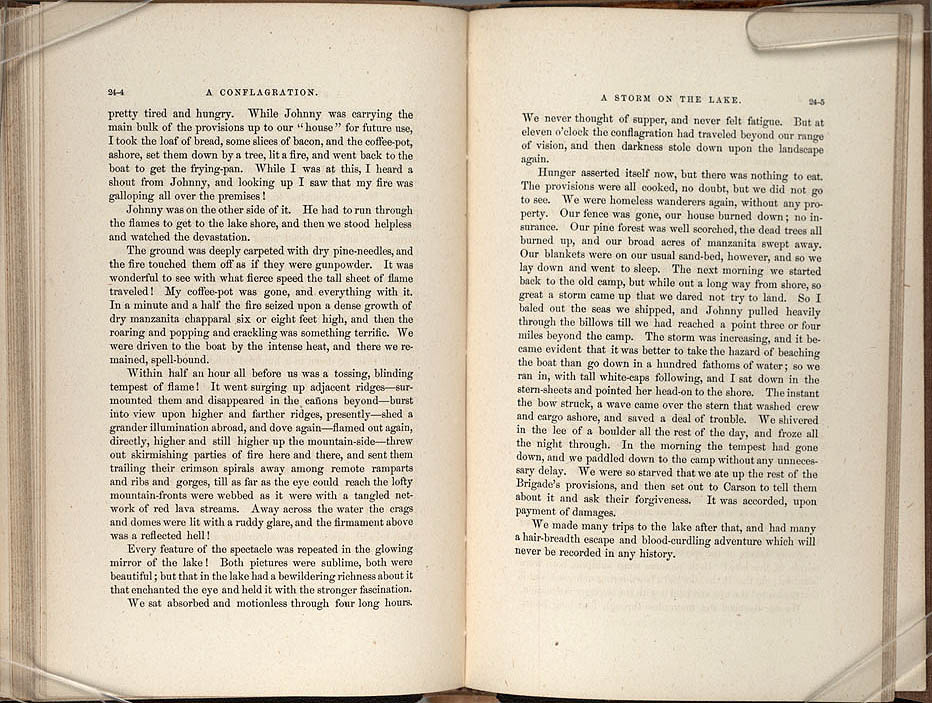 24-4
A CONFLAGRATION.
pretty tired and hungry. While Johnny was carrying the
main bulk of the provisions up to our “house” for future use,
I took the loaf of bread, some slices of bacon, and the coffee-pot,
ashore, set them down by a tree, lit a fire, and went back to the
boat to get the frying-pan. While I was at this, I heard a
shout from Johnny, and looking up I saw that my fire was
galloping all over the premises!
Johnny was on the other side of it. He had to run through
the flames to get to the lake shore, and then we stood helpless
and watched the devastation.
The ground was deeply carpeted with dry pine-needles, and
the fire touched them off as if they were gunpowder. It was
wonderful to see with what fierce speed the tall sheet of flame
traveled! My coffee-pot was gone, and everything with it.
In a minute and a half the fire seized upon a dense growth of
dry manzanita chapparal six or eight feet high, and then the
roaring and popping and crackling was something terrific. We
were driven to the boat by the intense heat, and there we re-
mained, spell-bound.
Within half an hour all before us was a tossing, blinding
tempest of flame! It went surging up adjacent ridges—sur-
mounted them and disappeared in the cañons beyond—burst
into view upon higher and farther ridges, presently—shed a
grander illumination abroad, and dove again—flamed out again,
directly, higher and still higher up the mountain-side—threw
out skirmishing parties of fire here and there, and sent them
trailing their crimson spirals away among remote ramparts
and ribs and gorges, till as far as the eye could reach the lofty
mountain-fronts were webbed as it were with a tangled net-
work of red lava streams. Away across the water the crags
and domes were lit with a ruddy glare, and the firmament above
was a reflected hell!
Every feature of the spectacle was repeated in the glowing
mirror of the lake! Both pictures were sublime, both were
beautiful; but that in the lake had a bewildering richness about it
that enchanted the eye and held it with the stronger fascination.
We sat absorbed and motionless through four long hours.
A STORM ON THE LAKE.
24-5
We never thought of supper, and never felt fatigue. But at
eleven o'clock the conflagration had traveled beyond our range
of vision, and then darkness stole down upon the landscape
again.
Hunger asserted itself now, but there was nothing to eat.
The provisions were all cooked, no doubt, but we did not go
to see. We were homeless wanderers again, without any pro-
perty. Our fence was gone, our house burned down; no in-
surance. Our pine forest was well scorched, the dead trees all
burned up, and our broad acres of manzanita swept away.
Our blankets were on our usual sand-bed, however, and so we
lay down and went to sleep. The next morning we started
back to the old camp, but while out a long way from shore, so
great a storm came up that we dared not try to land. So I
baled out the seas we shipped, and Johnny pulled heavily
through the billows till we had reached a point three or four
miles beyond the camp. The storm was increasing, and it be-
came evident that it was better to take the hazard of beaching
the boat than go down in a hundred fathoms of water; so we
ran in, with tall white-caps following, and I sat down in the
stern-sheets and pointed her head-on to the shore. The instant
the bow struck, a wave came over the stern that washed crew
and cargo ashore, and saved a deal of trouble. We shivered
in the lee of a boulder all the rest of the day, and froze all
the night through. In the morning the tempest had gone
down, and we paddled down to the camp without any unneces-
sary delay. We were so starved that we ate up the rest of the
Brigade's provisions, and then set out to Carson to tell them
about it and ask their forgiveness. It was accorded, upon
payment of damages.
We made many trips to the lake after that, and had many
a hair-breadth escape and blood-curdling adventure which will
never be recorded in any history.